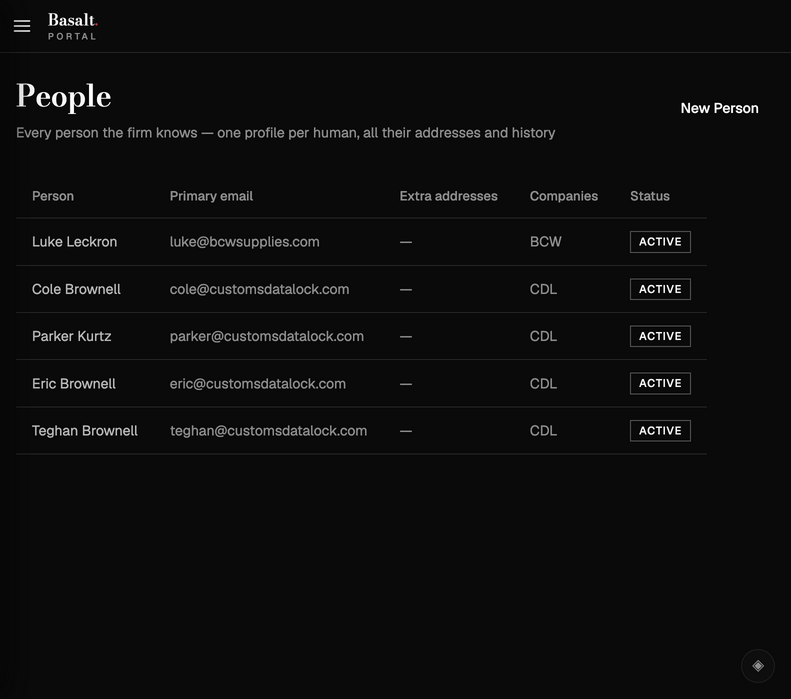 Basalt.
PORTAL
People
New Person
Every person the firm knows — one profile per human, all their addresses and history
Person Primary email Extra addresses Companies Status
Luke Leckron luke@bcwsupplies.com — BCW ACTIVE
Cole Brownell cole@customsdatalock.com — CDL ACTIVE
Parker Kurtz parker@customsdatalock.com — CDL ACTIVE
Eric Brownell eric@customsdatalock.com — CDL ACTIVE
Teghan Brownell teghan@customsdatalock.com — CDL ACTIVE